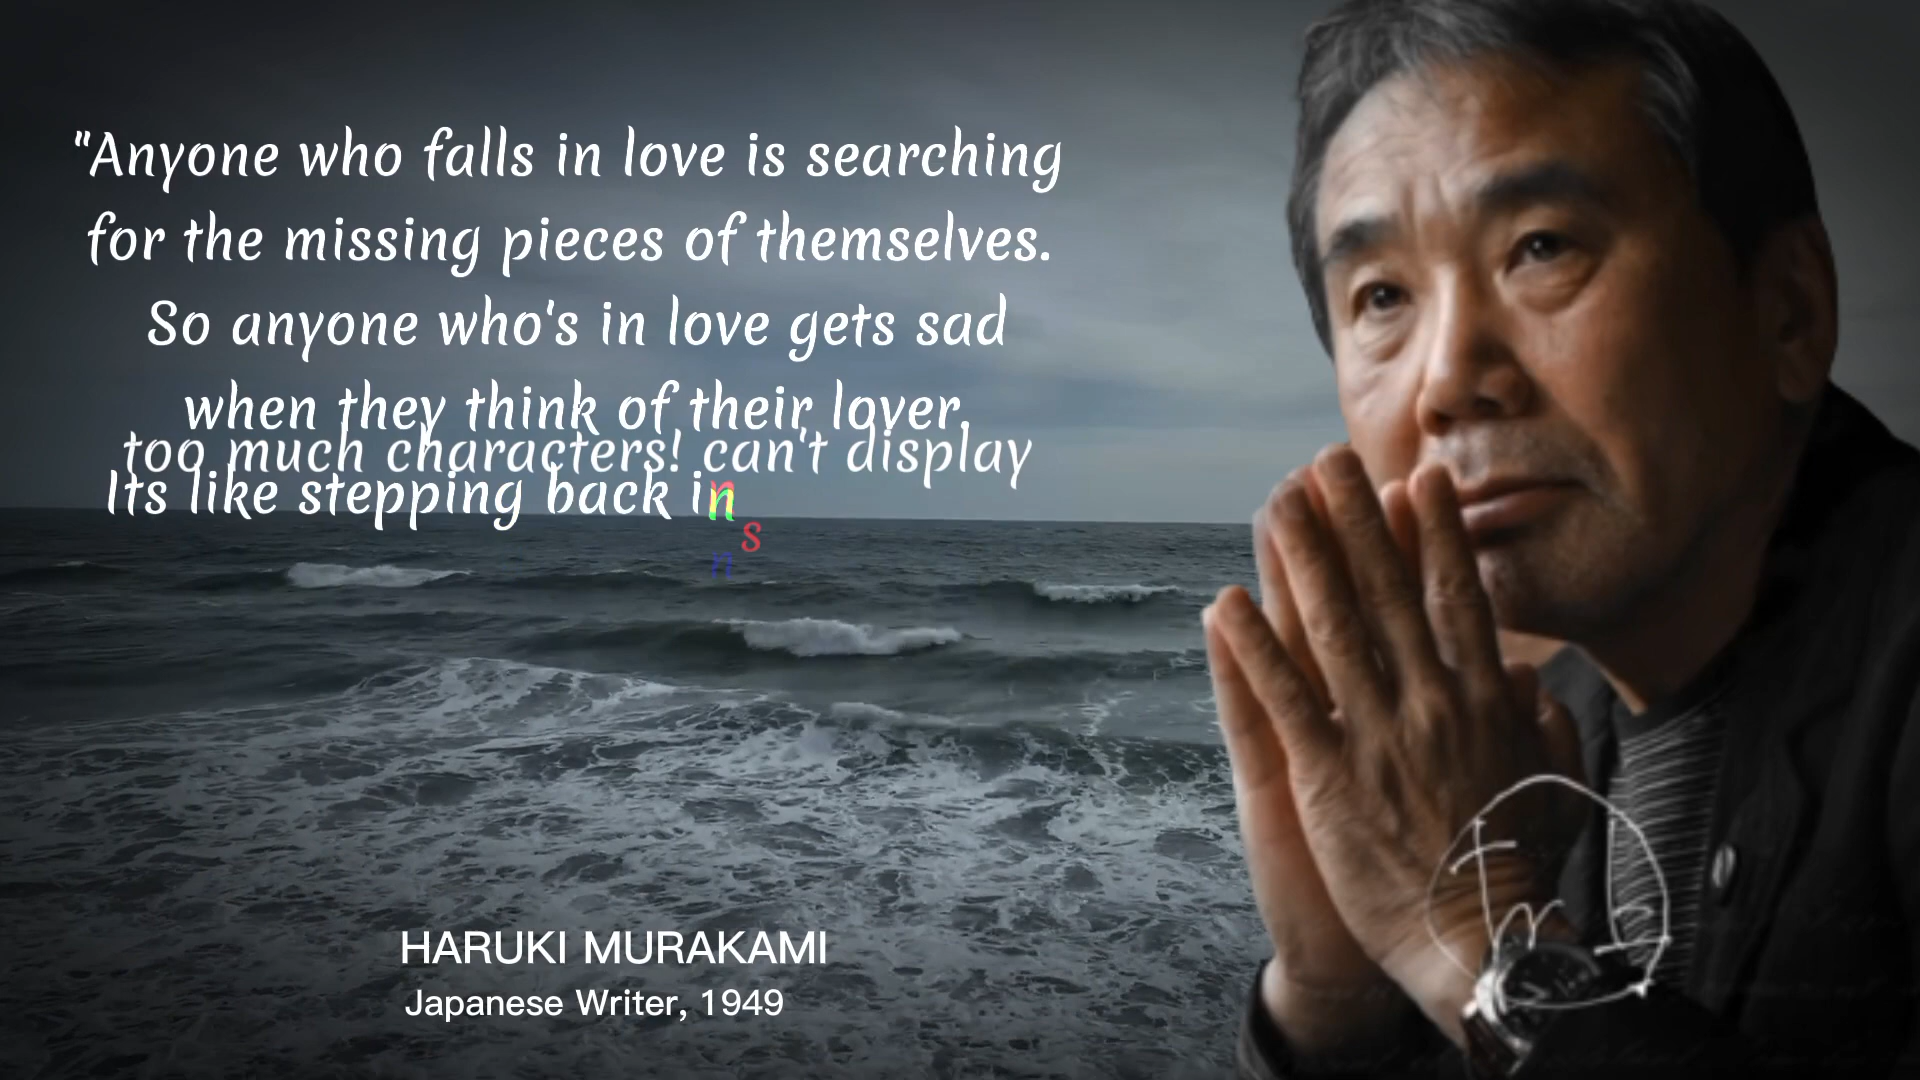 "Anyone who falls in love is searching
for the missing pieces of themselves.
So anyone who's in love gets sad
when they think of their lover.
too much characters! can't display
Its like stepping back in
s
n
HARUKI MURAKAMI
Japanese Writer, 1949